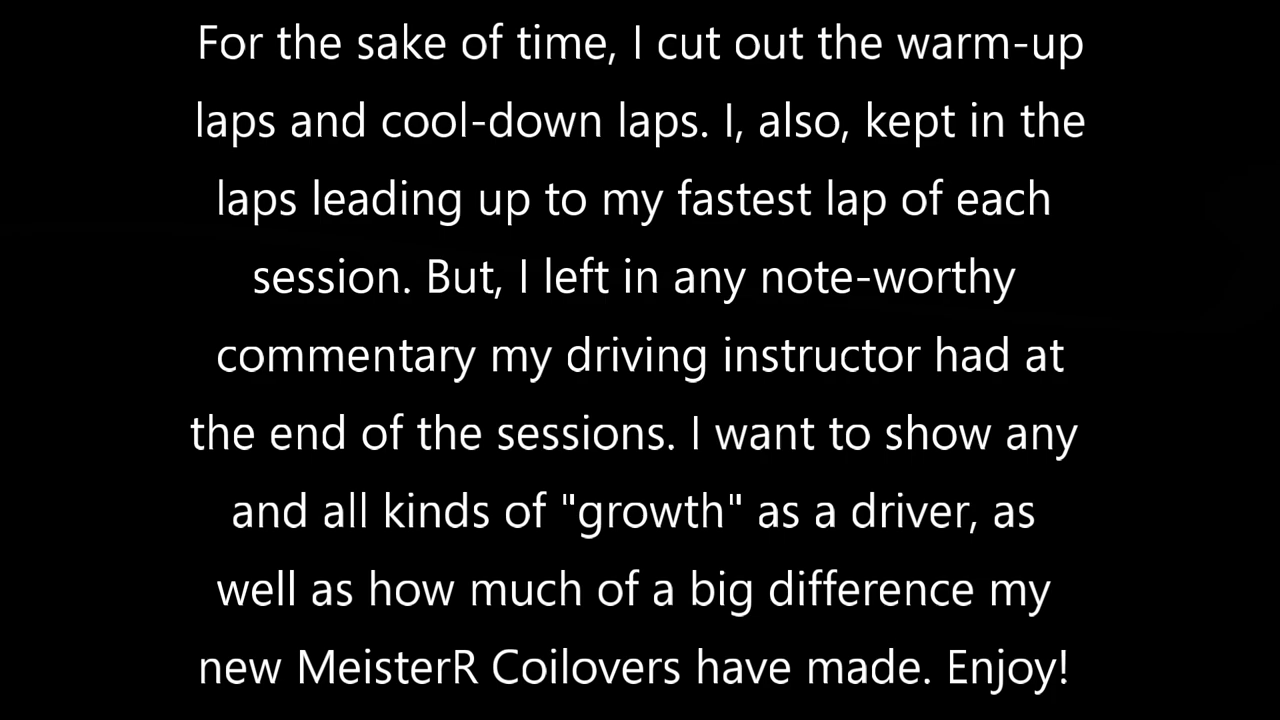 For the sake of time, I cut out the warm-up
laps and cool-down laps. I, also, kept in the
laps leading up to my fastest lap of each
session. But, I left in any note-worthy
commentary my driving instructor had at
the end of the sessions. I want to show any
and all kinds of "growth" as a driver, as
well as how much of a big difference my
new MeisterR Coilovers have made. Enjoy!